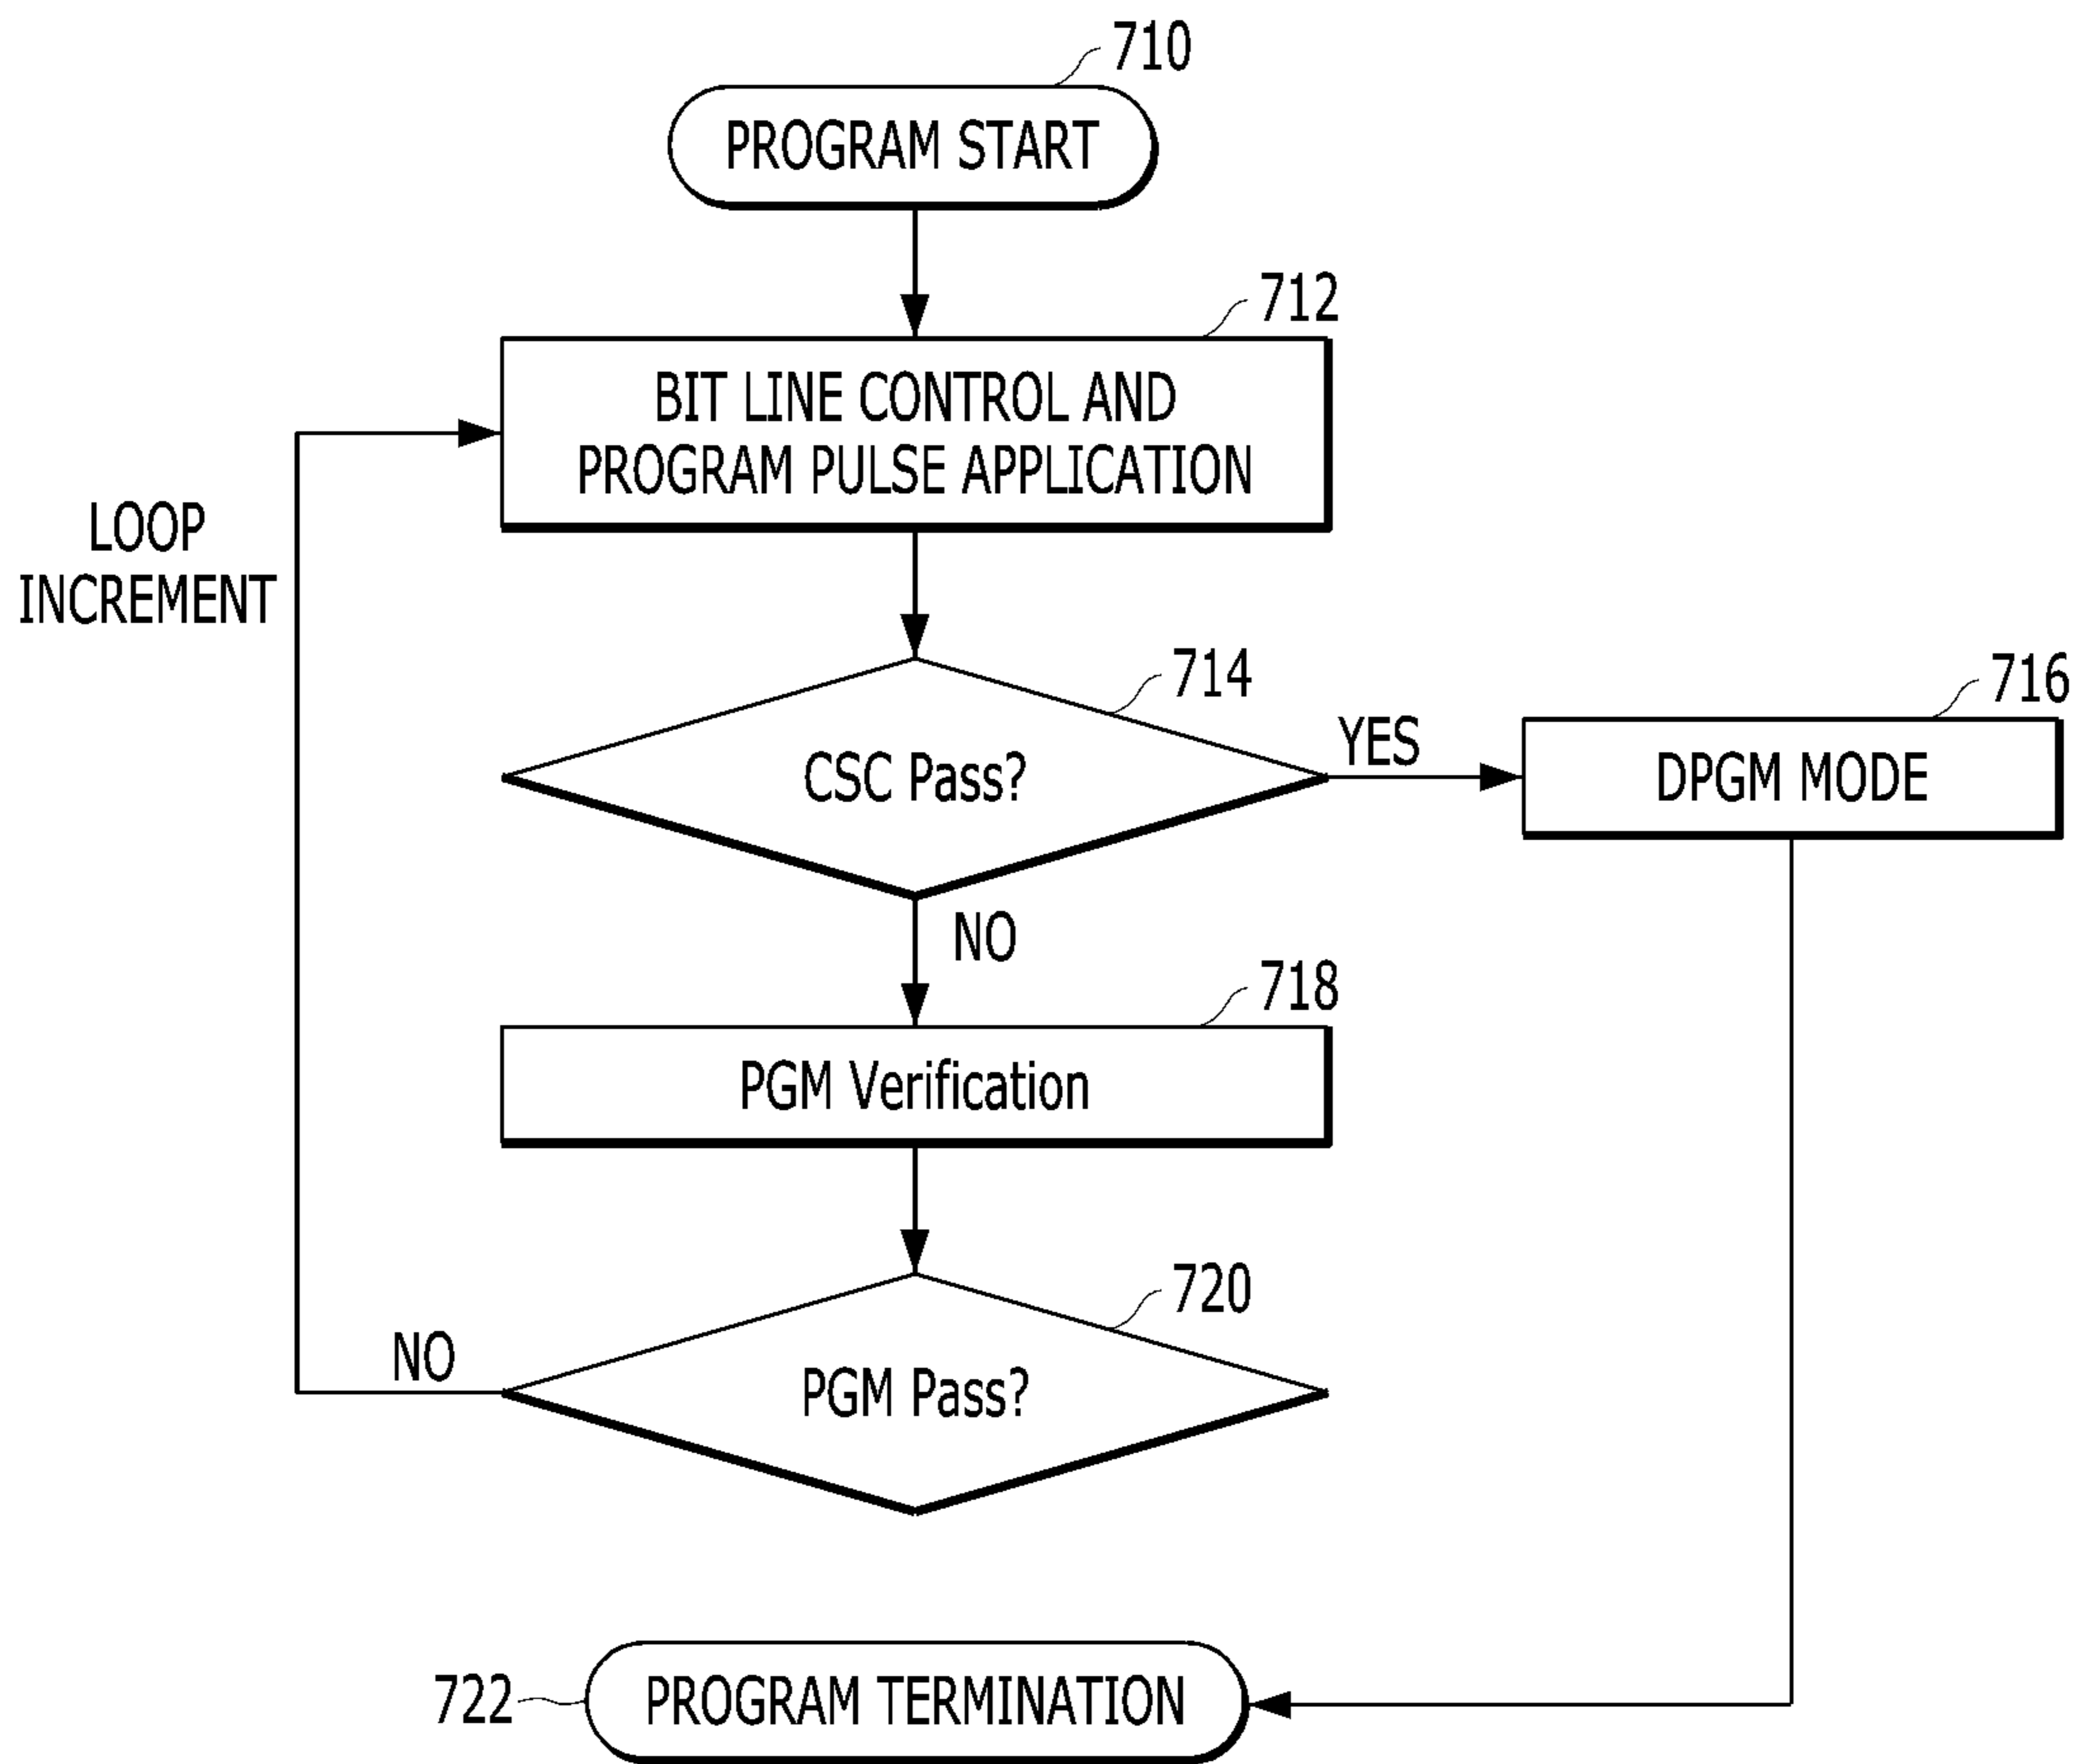 710
PROGRAM START
712
BIT LINE CONTROL AND
PROGRAM PULSE APPLICATION
LOOP
INCREMENT
714
CSC Pass?
YES
716
DPGM MODE
NO
718
PGM Verification
720
PGM Pass?
NO
722
PROGRAM TERMINATION